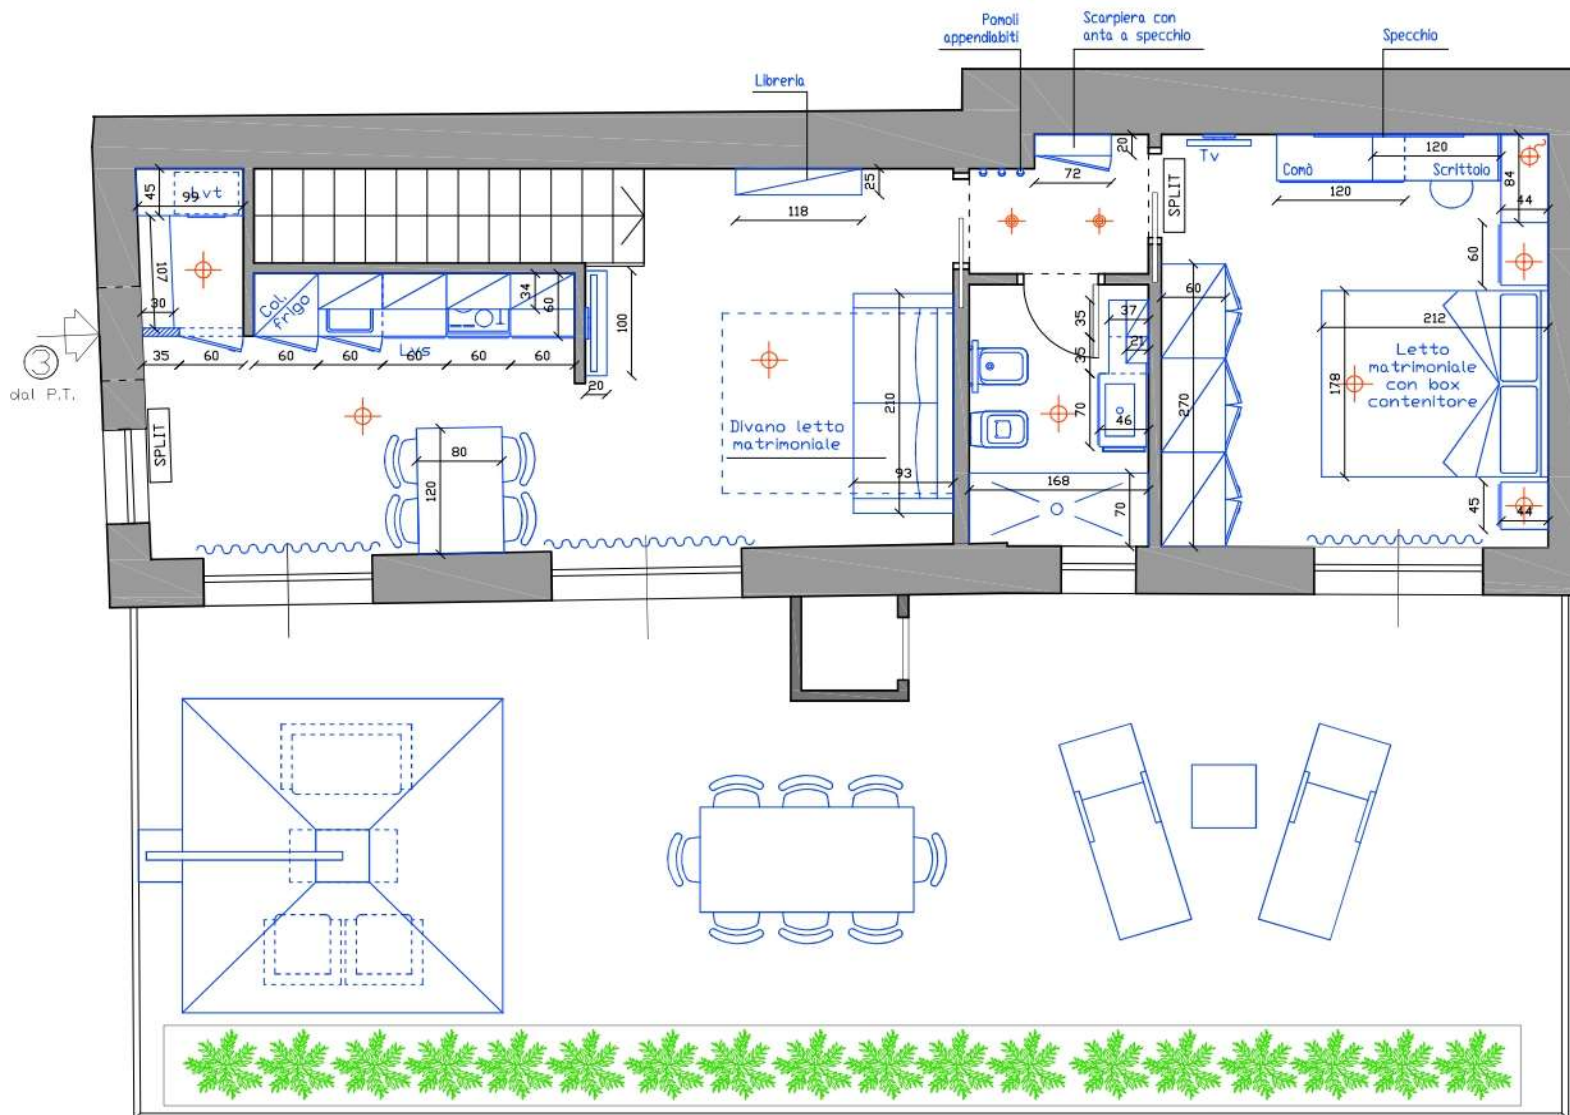 Pomoli
appendiabiti
Scarpiera con
anta a specchio
Specchio
Libreria
Tv
20
120
Comò
Scrittoio
84
120
44
SPLIT
72
25
118
45
Lvt
99
107
30
Col.
frigo
34
60
100
60
60
37
35
21
212
35
60
60
60
60
60
Lvs
20
3
dal P.T.
SPLIT
80
120
210
Divano letto
matrimoniale
93
70
46
270
178
Letto
matrimoniale
con box
contenitore
168
70
45
44